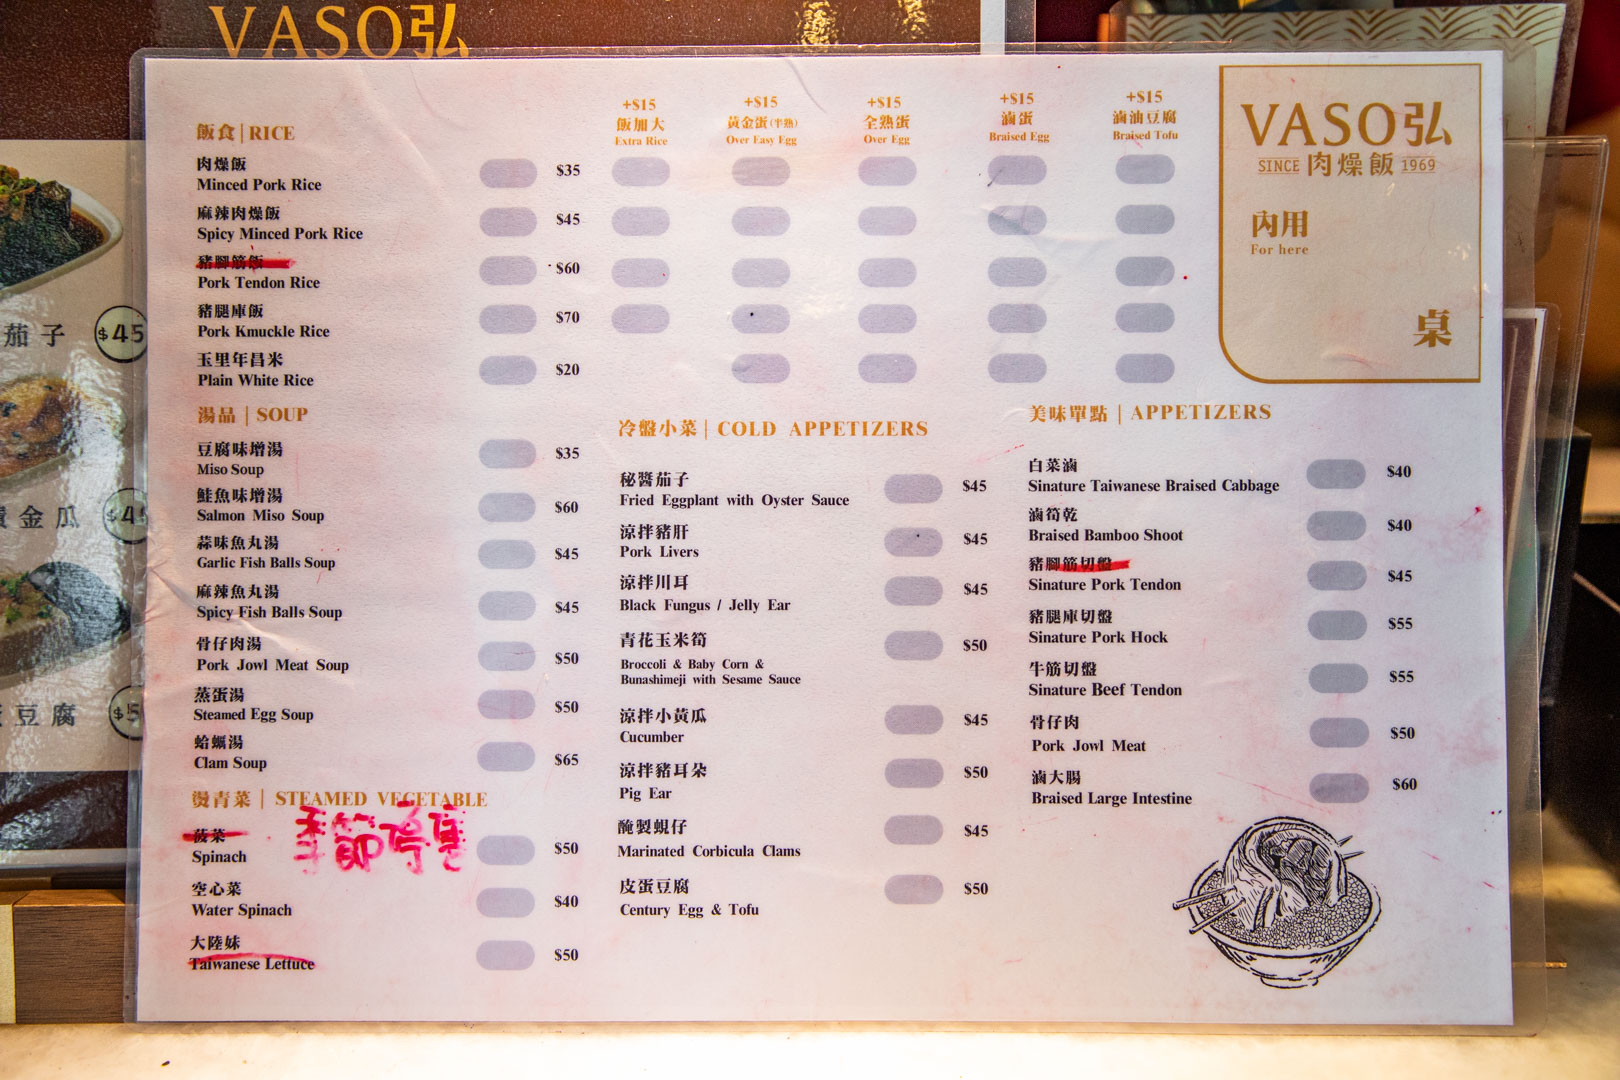 VASO弘
飯食 | RICE
+$15
飯加大
Extra Rice
+$15
黃金蛋(半熟)
Over Easy Egg
+$15
全熟蛋
Over Egg
+$15
滷蛋
Braised Egg
+$15
滷油豆腐
Braised Tofu
肉燥飯
Minced Pork Rice $35
麻辣肉燥飯
Spicy Minced Pork Rice $45
豬腳筋飯
Pork Tendon Rice $60
豬腿庫飯
Pork Kmuckle Rice $70
玉里年昌米
Plain White Rice $20
VASO弘
SINCE 肉燥飯 1969
內用
For here
桌
湯品 | SOUP
豆腐味增湯
Miso Soup $35
鮭魚味增湯
Salmon Miso Soup $60
蒜味魚丸湯
Garlic Fish Balls Soup $45
麻辣魚丸湯
Spicy Fish Balls Soup $45
骨仔肉湯
Pork Jowl Meat Soup $50
蒸蛋湯
Steamed Egg Soup $50
蛤蠣湯
Clam Soup $65
燙青菜 | STEAMED VEGETABLE
季節停售
菠菜
Spinach $50
空心菜
Water Spinach $40
大陸妹
Taiwanese Lettuce $50
冷盤小菜 | COLD APPETIZERS
秘醬茄子
Fried Eggplant with Oyster Sauce $45
涼拌豬肝
Pork Livers $45
涼拌川耳
Black Fungus / Jelly Ear $45
青花玉米筍
Broccoli & Baby Corn &
Bunashimeji with Sesame Sauce $50
涼拌小黃瓜
Cucumber $45
涼拌豬耳朵
Pig Ear $50
醃製蜆仔
Marinated Corbicula Clams $45
皮蛋豆腐
Century Egg & Tofu $50
美味單點 | APPETIZERS
白菜滷
Sinature Taiwanese Braised Cabbage $40
滷筍乾
Braised Bamboo Shoot $40
豬腳筋切盤
Sinature Pork Tendon $45
豬腿庫切盤
Sinature Pork Hock $55
牛筋切盤
Sinature Beef Tendon $55
骨仔肉
Pork Jowl Meat $50
滷大腸
Braised Large Intestine $60
茄子 $45
金瓜 $4
豆腐 $5